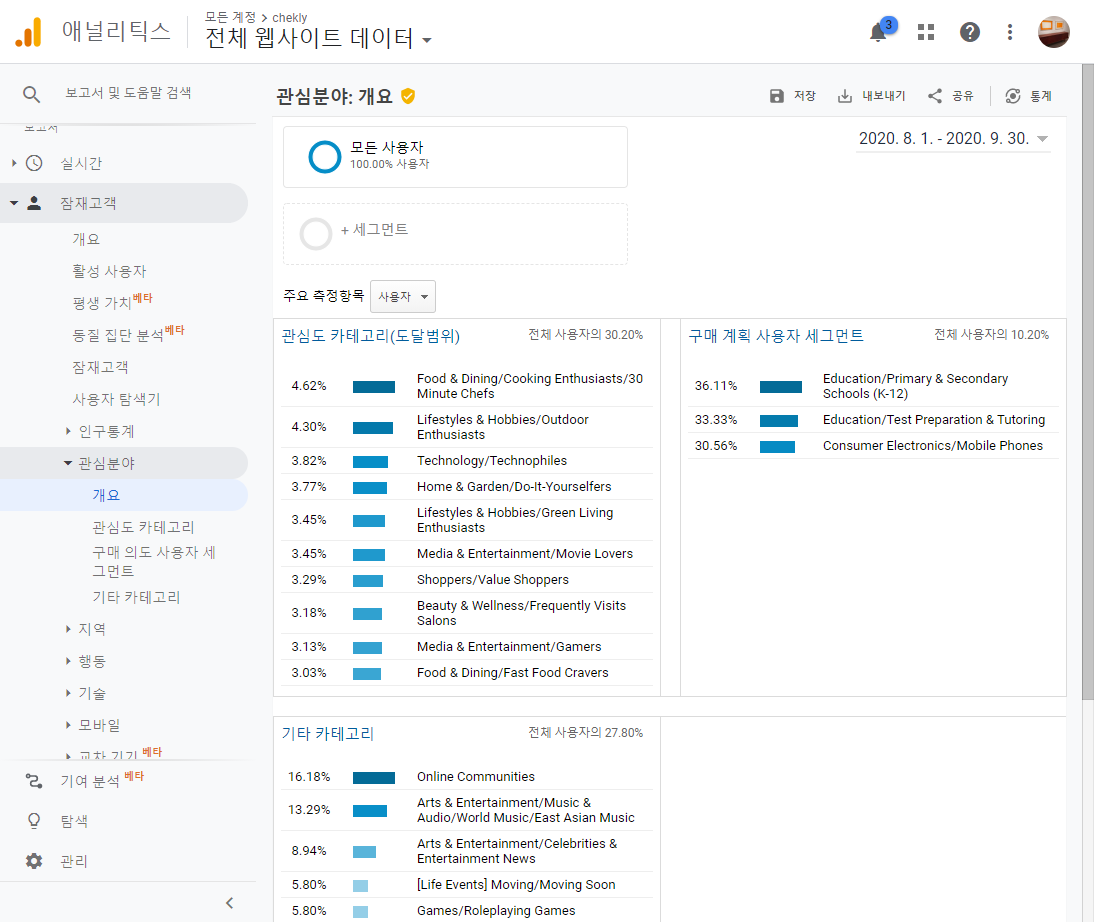 애널리틱스
모든 계정 > chekly
전체 웹사이트 데이터
3
보고서 및 도움말 검색
보고서
실시간
잠재고객
개요
활성 사용자
평생 가치 베타
동질 집단 분석 베타
잠재고객
사용자 탐색기
인구통계
관심분야
개요
관심도 카테고리
구매 의도 사용자 세
그먼트
기타 카테고리
지역
행동
기술
모바일
교차 기기 베타
기여 분석 베타
탐색
관리
관심분야: 개요
저장
내보내기
공유
통계
모든 사용자
100.00% 사용자
2020. 8. 1. - 2020. 9. 30.
+ 세그먼트
주요 측정항목
사용자
관심도 카테고리(도달범위)
전체 사용자의 30.20%
4.62% Food & Dining/Cooking Enthusiasts/30
Minute Chefs
4.30% Lifestyles & Hobbies/Outdoor
Enthusiasts
3.82% Technology/Technophiles
3.77% Home & Garden/Do-It-Yourselfers
3.45% Lifestyles & Hobbies/Green Living
Enthusiasts
3.45% Media & Entertainment/Movie Lovers
3.29% Shoppers/Value Shoppers
3.18% Beauty & Wellness/Frequently Visits
Salons
3.13% Media & Entertainment/Gamers
3.03% Food & Dining/Fast Food Cravers
구매 계획 사용자 세그먼트
전체 사용자의 10.20%
36.11% Education/Primary & Secondary
Schools (K-12)
33.33% Education/Test Preparation & Tutoring
30.56% Consumer Electronics/Mobile Phones
기타 카테고리
전체 사용자의 27.80%
16.18% Online Communities
13.29% Arts & Entertainment/Music &
Audio/World Music/East Asian Music
8.94% Arts & Entertainment/Celebrities &
Entertainment News
5.80% [Life Events] Moving/Moving Soon
5.80% Games/Roleplaying Games